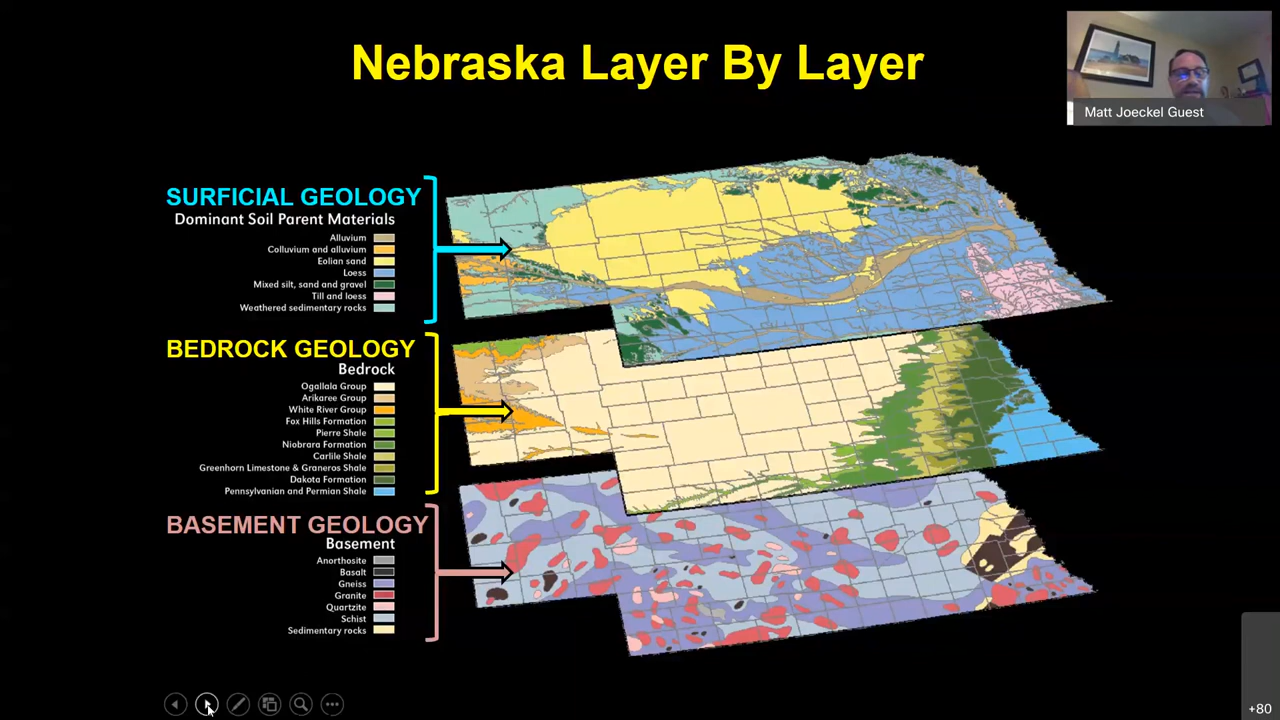 Nebraska Layer By Layer
Matt Joeckel Guest
SURFICIAL GEOLOGY
Dominant Soil Parent Materials
Alluvium
Colluvium and alluvium
Eolian sand
Loess
Mixed silt, sand and gravel
Till and loess
Weathered sedimentary rocks
BEDROCK GEOLOGY
Bedrock
Ogallala Group
Arikaree Group
White River Group
Fox Hills Formation
Pierre Shale
Niobrara Formation
Carlile Shale
Greenhorn Limestone & Graneros Shale
Dakota Formation
Pennsylvanian and Permian Shale
BASEMENT GEOLOGY
Basement
Anorthosite
Basalt
Gneiss
Granite
Quartzite
Schist
Sedimentary rocks
+80